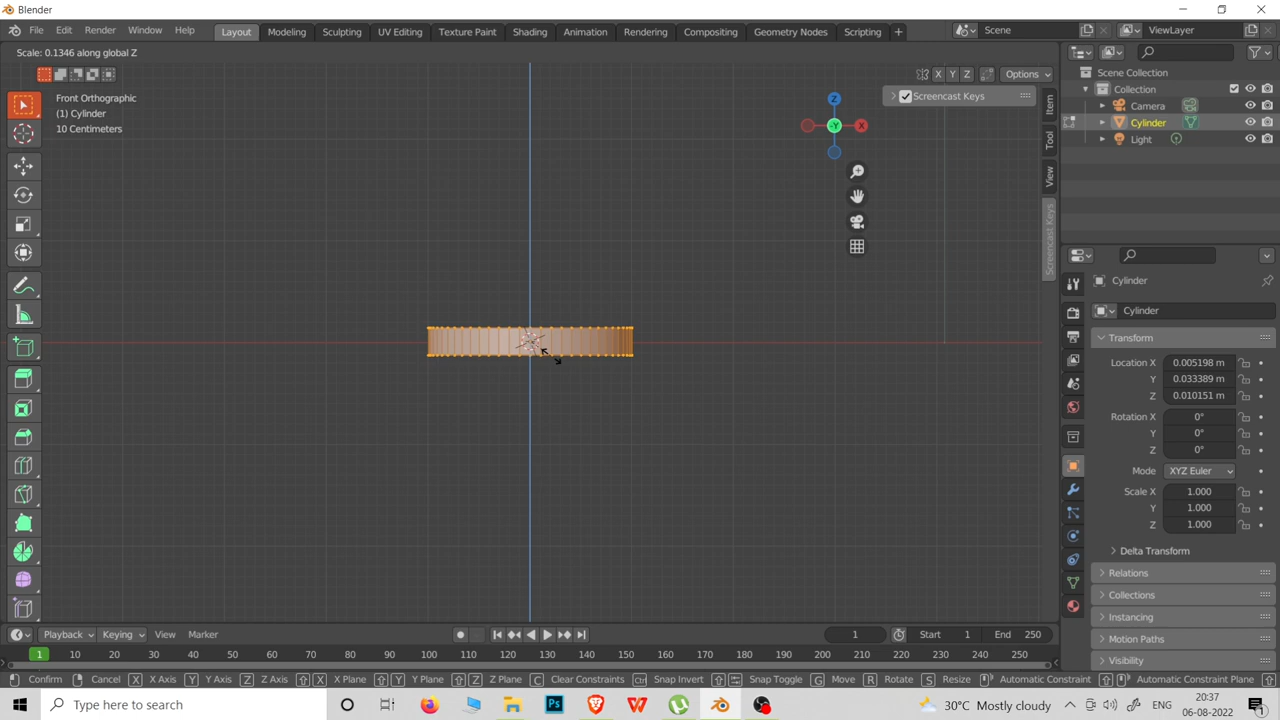 Blender
File Edit Render Window Help Layout Modeling Sculpting UV Editing Texture Paint Shading Animation Rendering Compositing Geometry Nodes Scripting + Scene ViewLayer
Scale: 0.1346 along global Z
X Y Z Options
Front Orthographic
(1) Cylinder
10 Centimeters
Screencast Keys
Z
-Y X
Item
Tool
View
Screencast Keys
Scene Collection
Collection
Camera
Cylinder
Light
Cylinder
Cylinder
Transform
Location X 0.005198 m
Y 0.033389 m
Z 0.010151 m
Rotation X 0°
Y 0°
Z 0°
Mode XYZ Euler
Scale X 1.000
Y 1.000
Z 1.000
Delta Transform
Relations
Collections
Instancing
Motion Paths
Visibility
Playback Keying View Marker 1 Start 1 End 250
1 10 20 30 40 50 60 70 80 90 100 110 120 130 140 150 160 170 180 190 200 210 220 230 240 250
Confirm Cancel X X Axis Y Y Axis Z Z Axis X X Plane Y Y Plane Z Z Plane C Clear Constraints Ctrl Snap Invert Snap Toggle G Move R Rotate S Resize Automatic Constraint Automatic Constraint Plane
Type here to search 30°C Mostly cloudy ENG 20:37
06-08-2022